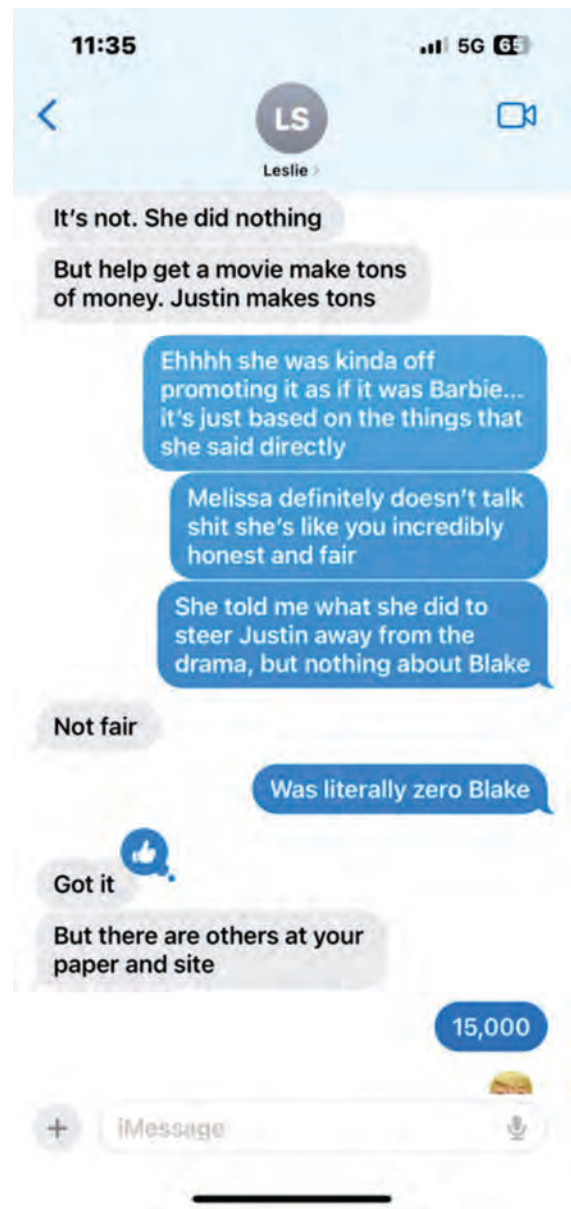 11:35
5G 65
LS
Leslie
It's not. She did nothing
But help get a movie make tons
of money. Justin makes tons
Ehhhh she was kinda off
promoting it as if it was Barbie...
it's just based on the things that
she said directly
Melissa definitely doesn't talk
shit she's like you incredibly
honest and fair
She told me what she did to
steer Justin away from the
drama, but nothing about Blake
Not fair
Was literally zero Blake
Got it
But there are others at your
paper and site
15,000
iMessage